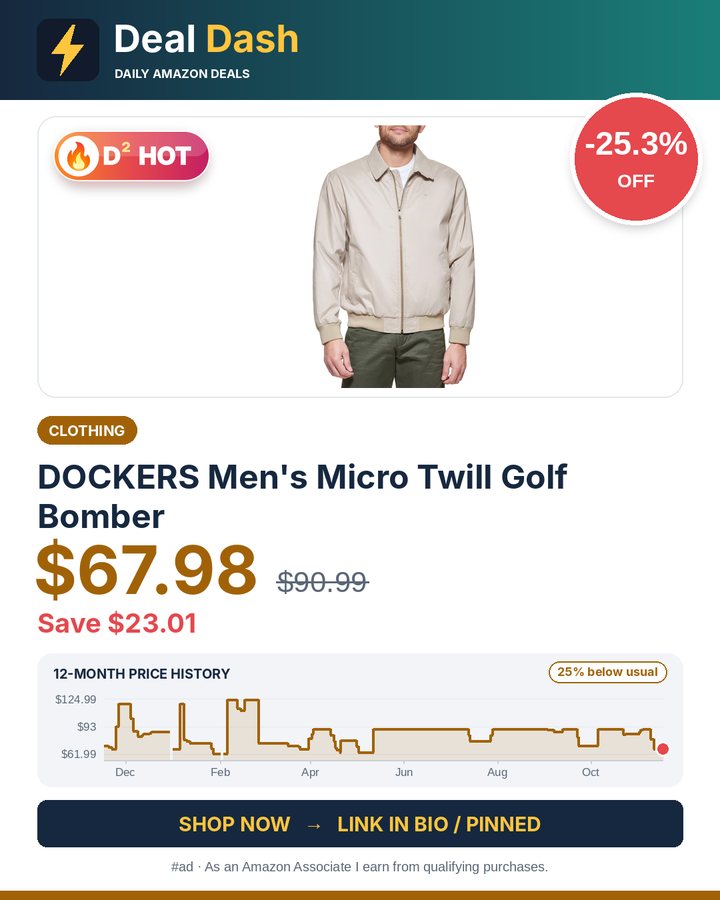 Deal Dash
DAILY AMAZON DEALS
-25.3%
OFF
D² HOT
CLOTHING
DOCKERS Men's Micro Twill Golf
Bomber
$67.98 $90.99
Save $23.01
12-MONTH PRICE HISTORY
25% below usual
$124.99
$93
$61.99
Dec Feb Apr Jun Aug Oct
SHOP NOW → LINK IN BIO / PINNED
#ad · As an Amazon Associate I earn from qualifying purchases.